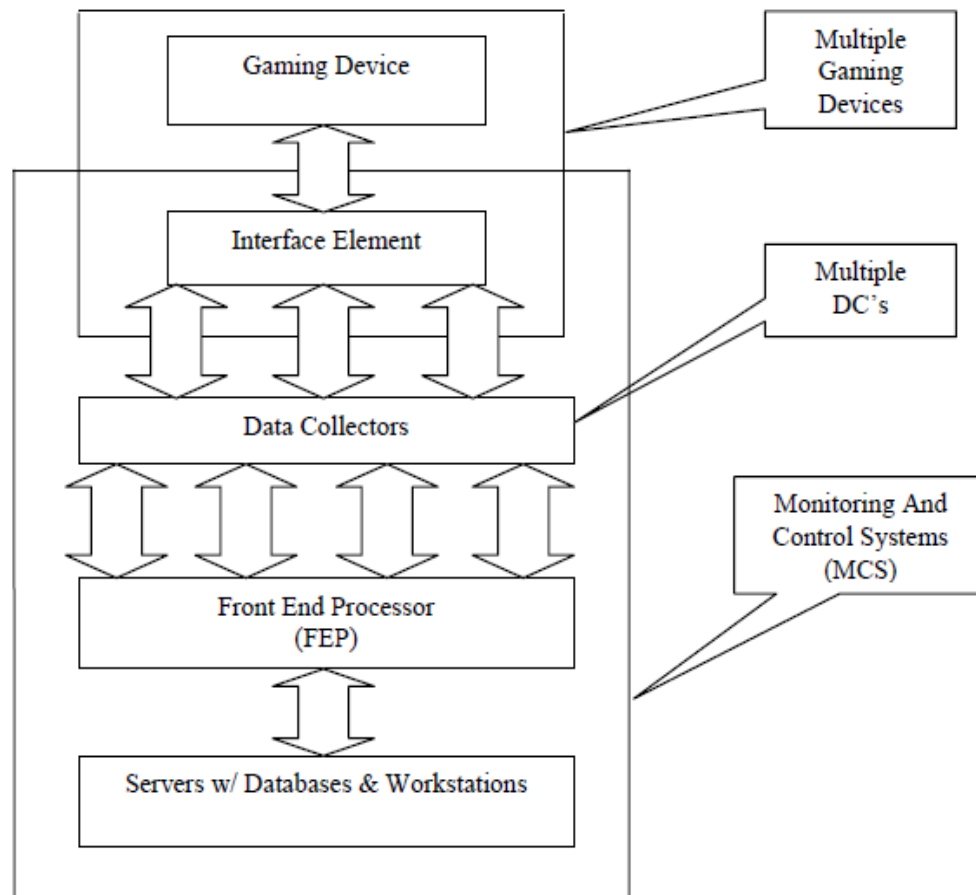 Gaming Device
Multiple
Gaming
Devices
Interface Element
Multiple
DC's
Data Collectors
Monitoring And
Control Systems
(MCS)
Front End Processor
(FEP)
Servers w/ Databases & Workstations